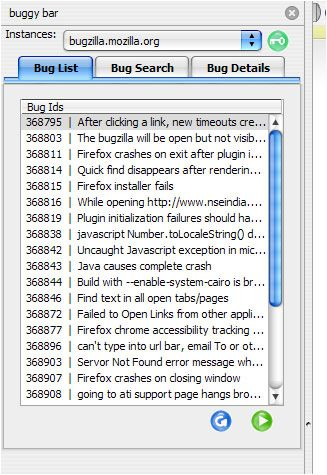 buggy bar
Instances: bugzilla.mozilla.org
Bug List Bug Search Bug Details
Bug Ids
368795 | After clicking a link, new timeouts cre...
368803 | The bugzilla will be open but not visib...
368811 | Firefox crashes on exit after plugin i...
368814 | Quick find disappears after renderin...
368815 | Firefox installer fails
368816 | While opening http://www.nseindia....
368819 | Plugin initialization failures should ha...
368838 | javascript Number.toLocaleString() d...
368842 | Uncaught Javascript exception in mic...
368843 | Java causes complete crash
368844 | Build with --enable-system-cairo is br...
368846 | Find text in all open tabs/pages
368872 | Failed to Open Links from other appli...
368877 | Firefox chrome accessibility tracking ...
368896 | can't type into url bar, email To or ot...
368903 | Servor Not Found error message wh...
368907 | Firefox crashes on closing window
368908 | going to ati support page hangs bro...